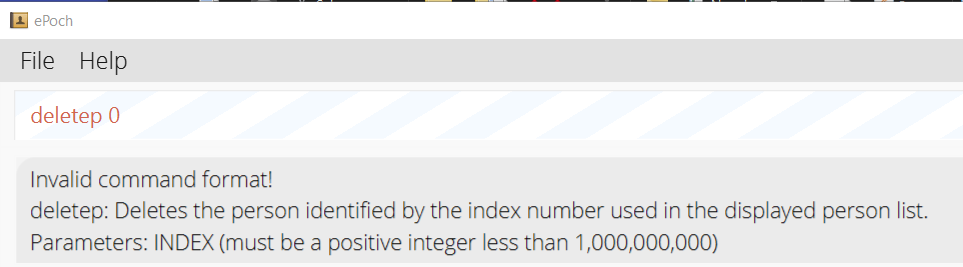 ePoch
File Help
deletep 0
Invalid command format!
deletep: Deletes the person identified by the index number used in the displayed person list.
Parameters: INDEX (must be a positive integer less than 1,000,000,000)